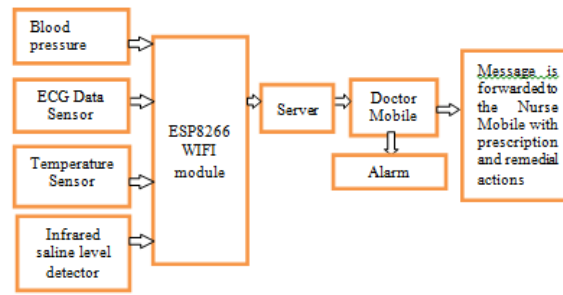 Blood
pressure
ECG Data
Sensor
Temperature
Sensor
Infrared
saline level
detector
ESP8266
WIFI
module
Server
Doctor
Mobile
Alarm
Message is
forwarded to
the Nurse
Mobile with
prescription
and remedial
actions